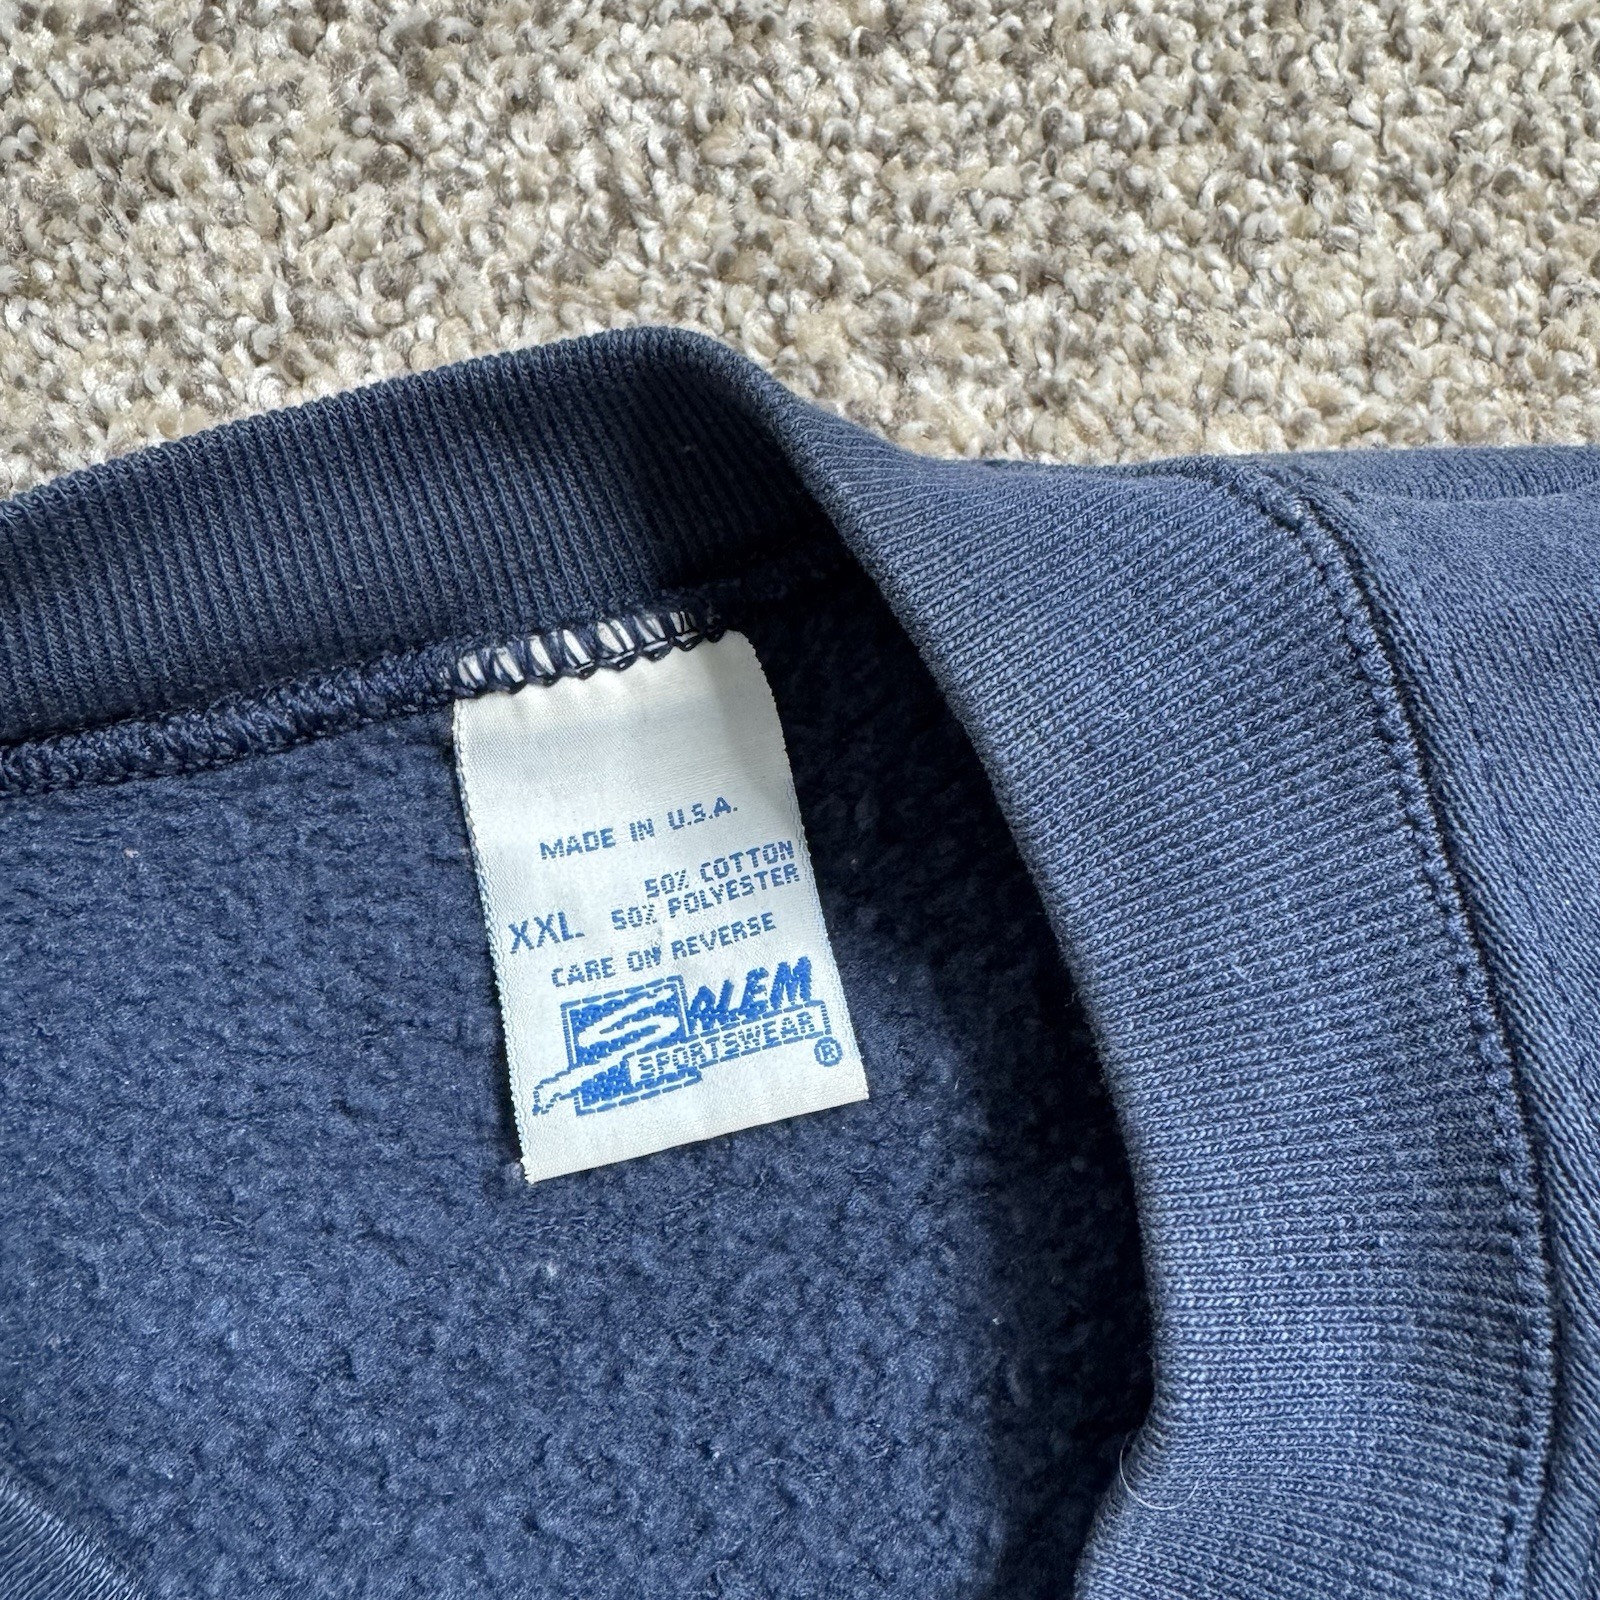 MADE IN U.S.A.
50% COTTON
XXL 50% POLYESTER
CARE ON REVERSE
SALEM
SPORTSWEAR
®